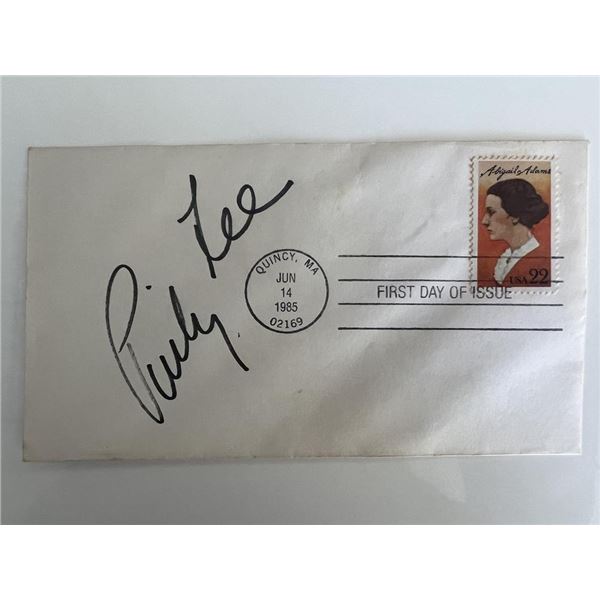 Pinky Lee
QUINCY, MA
JUN
14
1985
02169
FIRST DAY OF ISSUE
Abigail Adams
USA 22